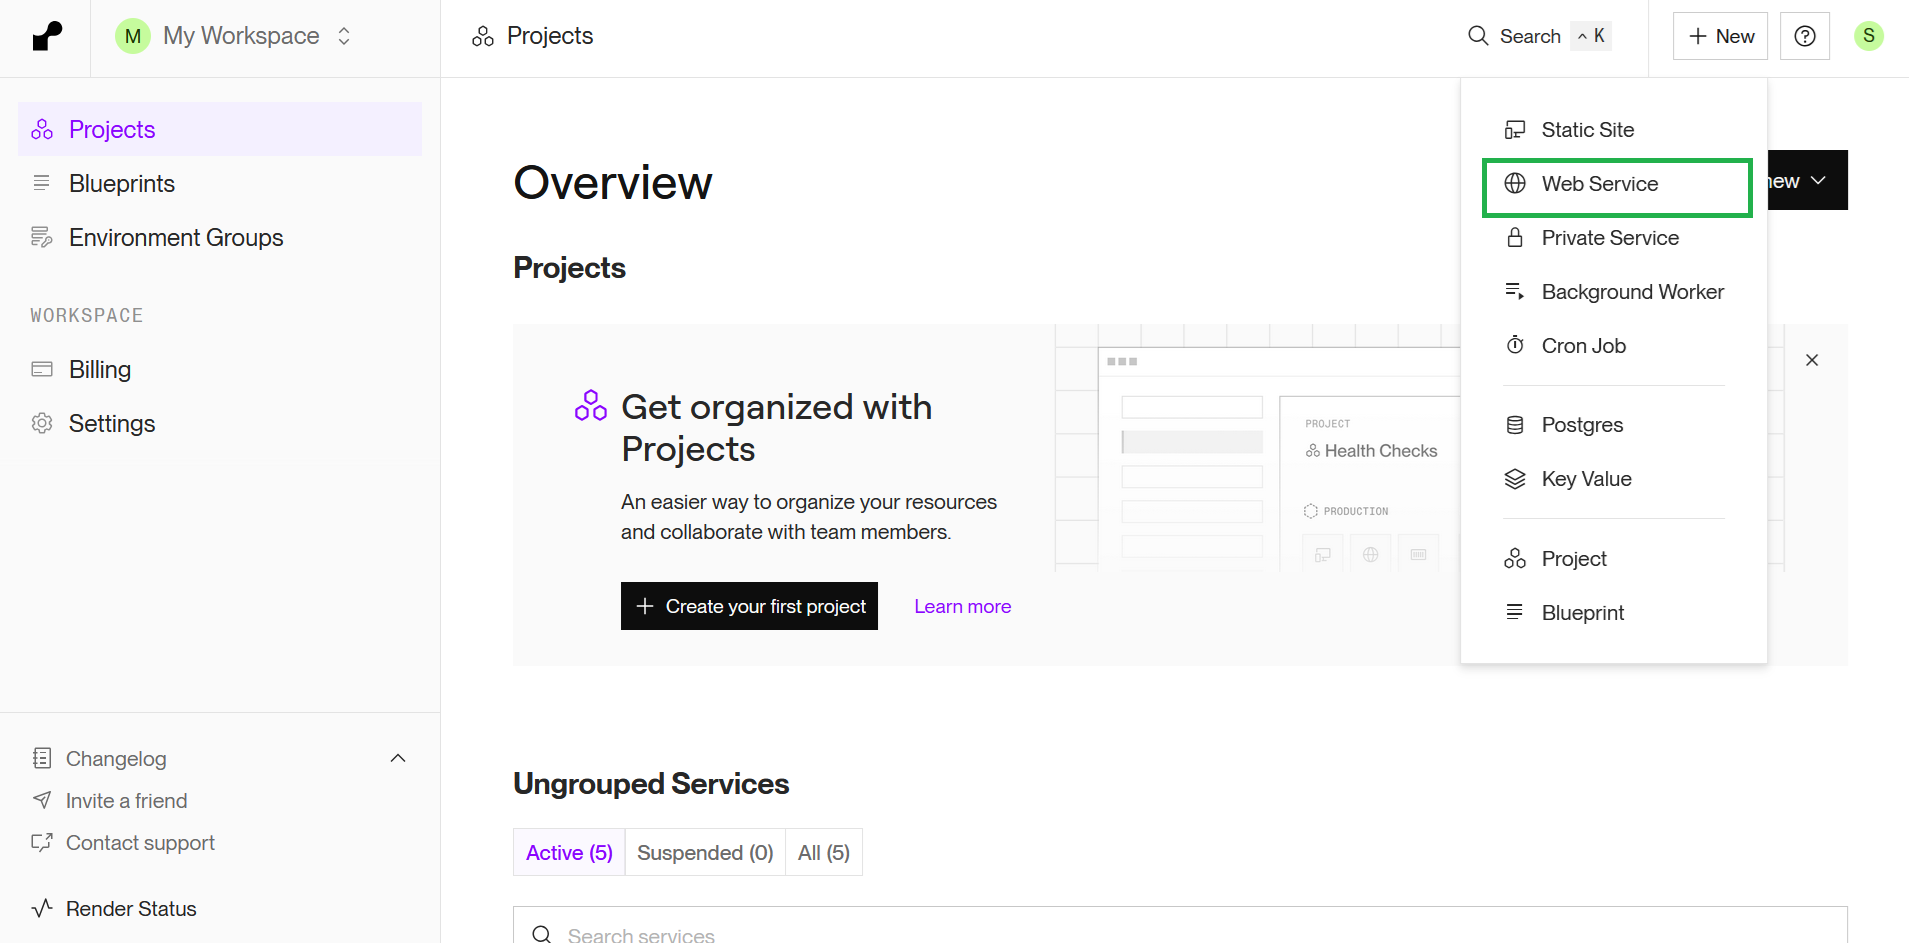 M My Workspace
Projects
Search ^ K
+ New
S
Projects
Blueprints
Environment Groups
WORKSPACE
Billing
Settings
Changelog
Invite a friend
Contact support
Render Status
Overview
new
Projects
Get organized with
Projects
An easier way to organize your resources
and collaborate with team members.
+ Create your first project
Learn more
PROJECT
Health Checks
PRODUCTION
Static Site
Web Service
Private Service
Background Worker
Cron Job
Postgres
Key Value
Project
Blueprint
Ungrouped Services
Active (5) Suspended (0) All (5)
Search services